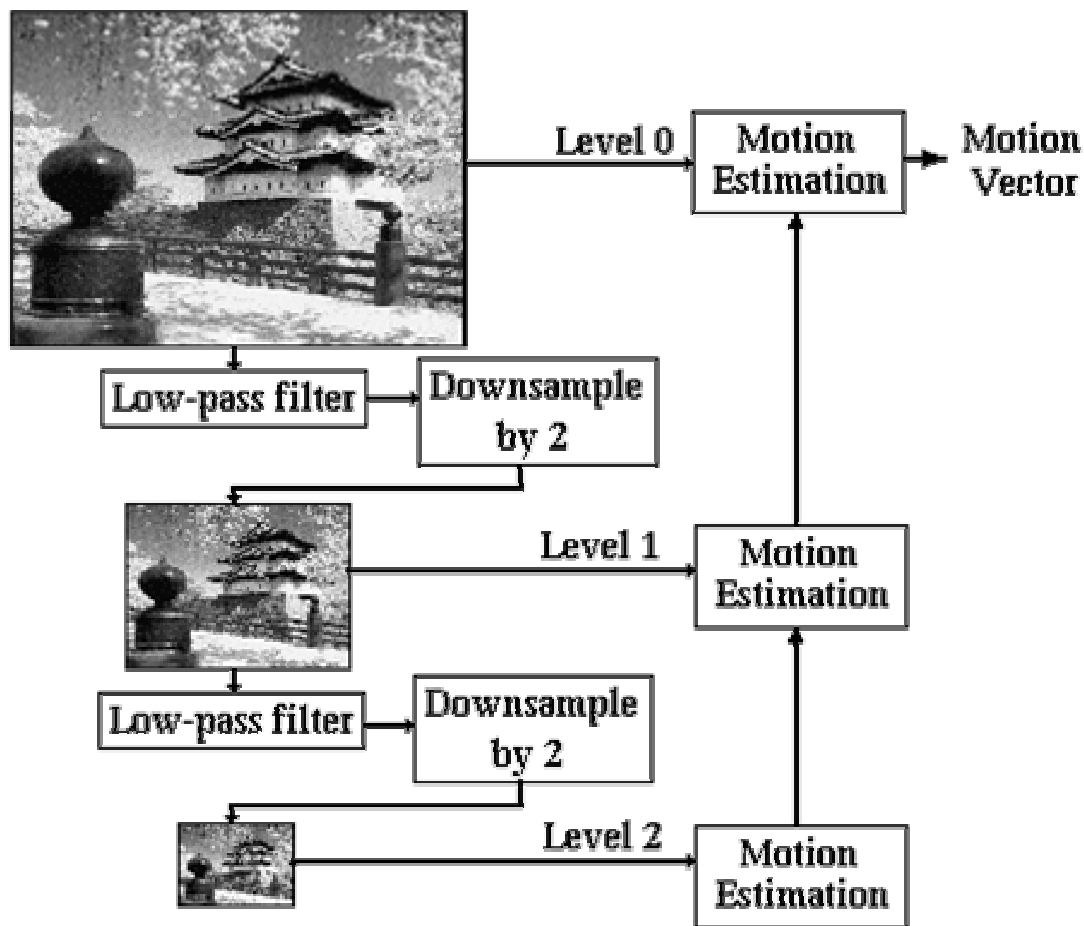 Level 0
Motion
Estimation
Motion
Vector
Low-pass filter
Downsample
by 2
Level 1
Motion
Estimation
Low-pass filter
Downsample
by 2
Level 2
Motion
Estimation